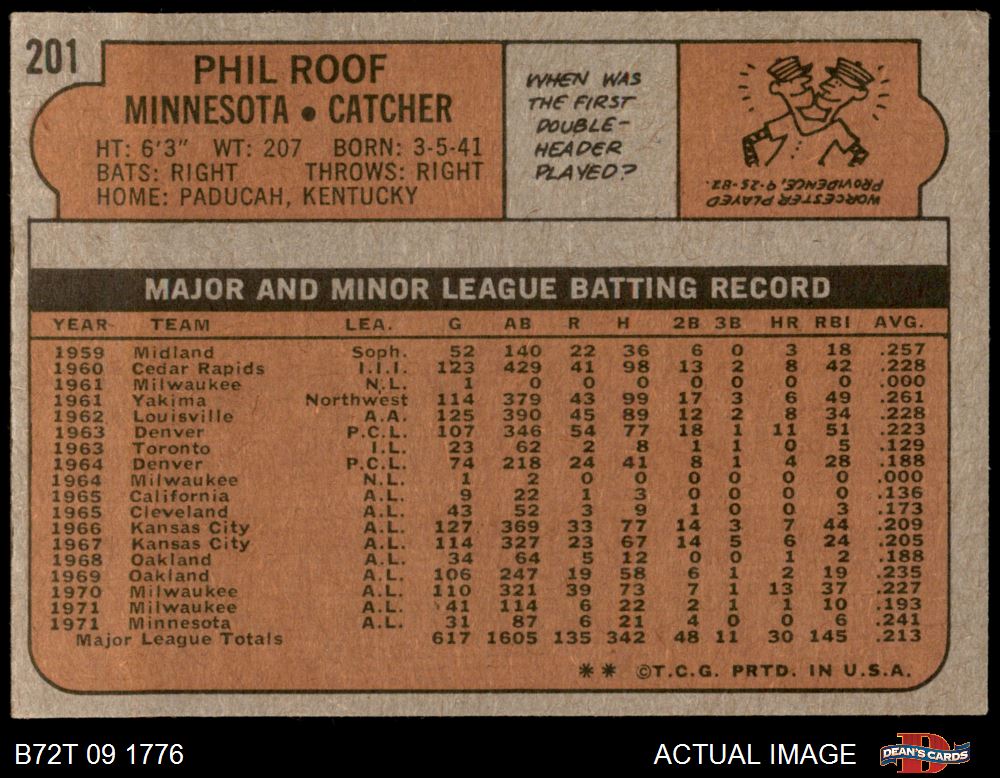 201
PHIL ROOF
MINNESOTA • CATCHER
HT: 6'3" WT: 207 BORN: 3-5-41
BATS: RIGHT THROWS: RIGHT
HOME: PADUCAH, KENTUCKY
WHEN WAS
THE FIRST
DOUBLE-
HEADER
PLAYED?
WORCESTER PLAYED
PROVIDENCE, 9-25-82.
MAJOR AND MINOR LEAGUE BATTING RECORD
YEAR TEAM LEA. G AB R H 2B 3B HR RBI AVG.
1959 Midland Soph. 52 140 22 36 6 0 3 18 .257
1960 Cedar Rapids I.I.I. 123 429 41 98 13 2 8 42 .228
1961 Milwaukee N.L. 1 0 0 0 0 0 0 0 .000
1961 Yakima Northwest 114 379 43 99 17 3 6 49 .261
1962 Louisville A.A. 125 390 45 89 12 2 8 34 .228
1963 Denver P.C.L. 107 346 54 77 18 1 11 51 .223
1963 Toronto I.L. 23 62 2 8 1 1 0 5 .129
1964 Denver P.C.L. 74 218 24 41 8 1 4 28 .188
1964 Milwaukee N.L. 1 2 0 0 0 0 0 0 .000
1965 California A.L. 9 22 1 3 0 0 0 0 .136
1965 Cleveland A.L. 43 52 3 9 1 0 0 3 .173
1966 Kansas City A.L. 127 369 33 77 14 3 7 44 .209
1967 Kansas City A.L. 114 327 23 67 14 5 6 24 .205
1968 Oakland A.L. 34 64 5 12 0 0 1 2 .188
1969 Oakland A.L. 106 247 19 58 6 1 2 19 .235
1970 Milwaukee A.L. 110 321 39 73 7 1 13 37 .227
1971 Milwaukee A.L. 41 114 6 22 2 1 1 10 .193
1971 Minnesota A.L. 31 87 6 21 4 0 0 6 .241
Major League Totals 617 1605 135 342 48 11 30 145 .213
** ©T.C.G. PRTD. IN U.S.A.
B72T 09 1776 ACTUAL IMAGE DEAN'S CARDS